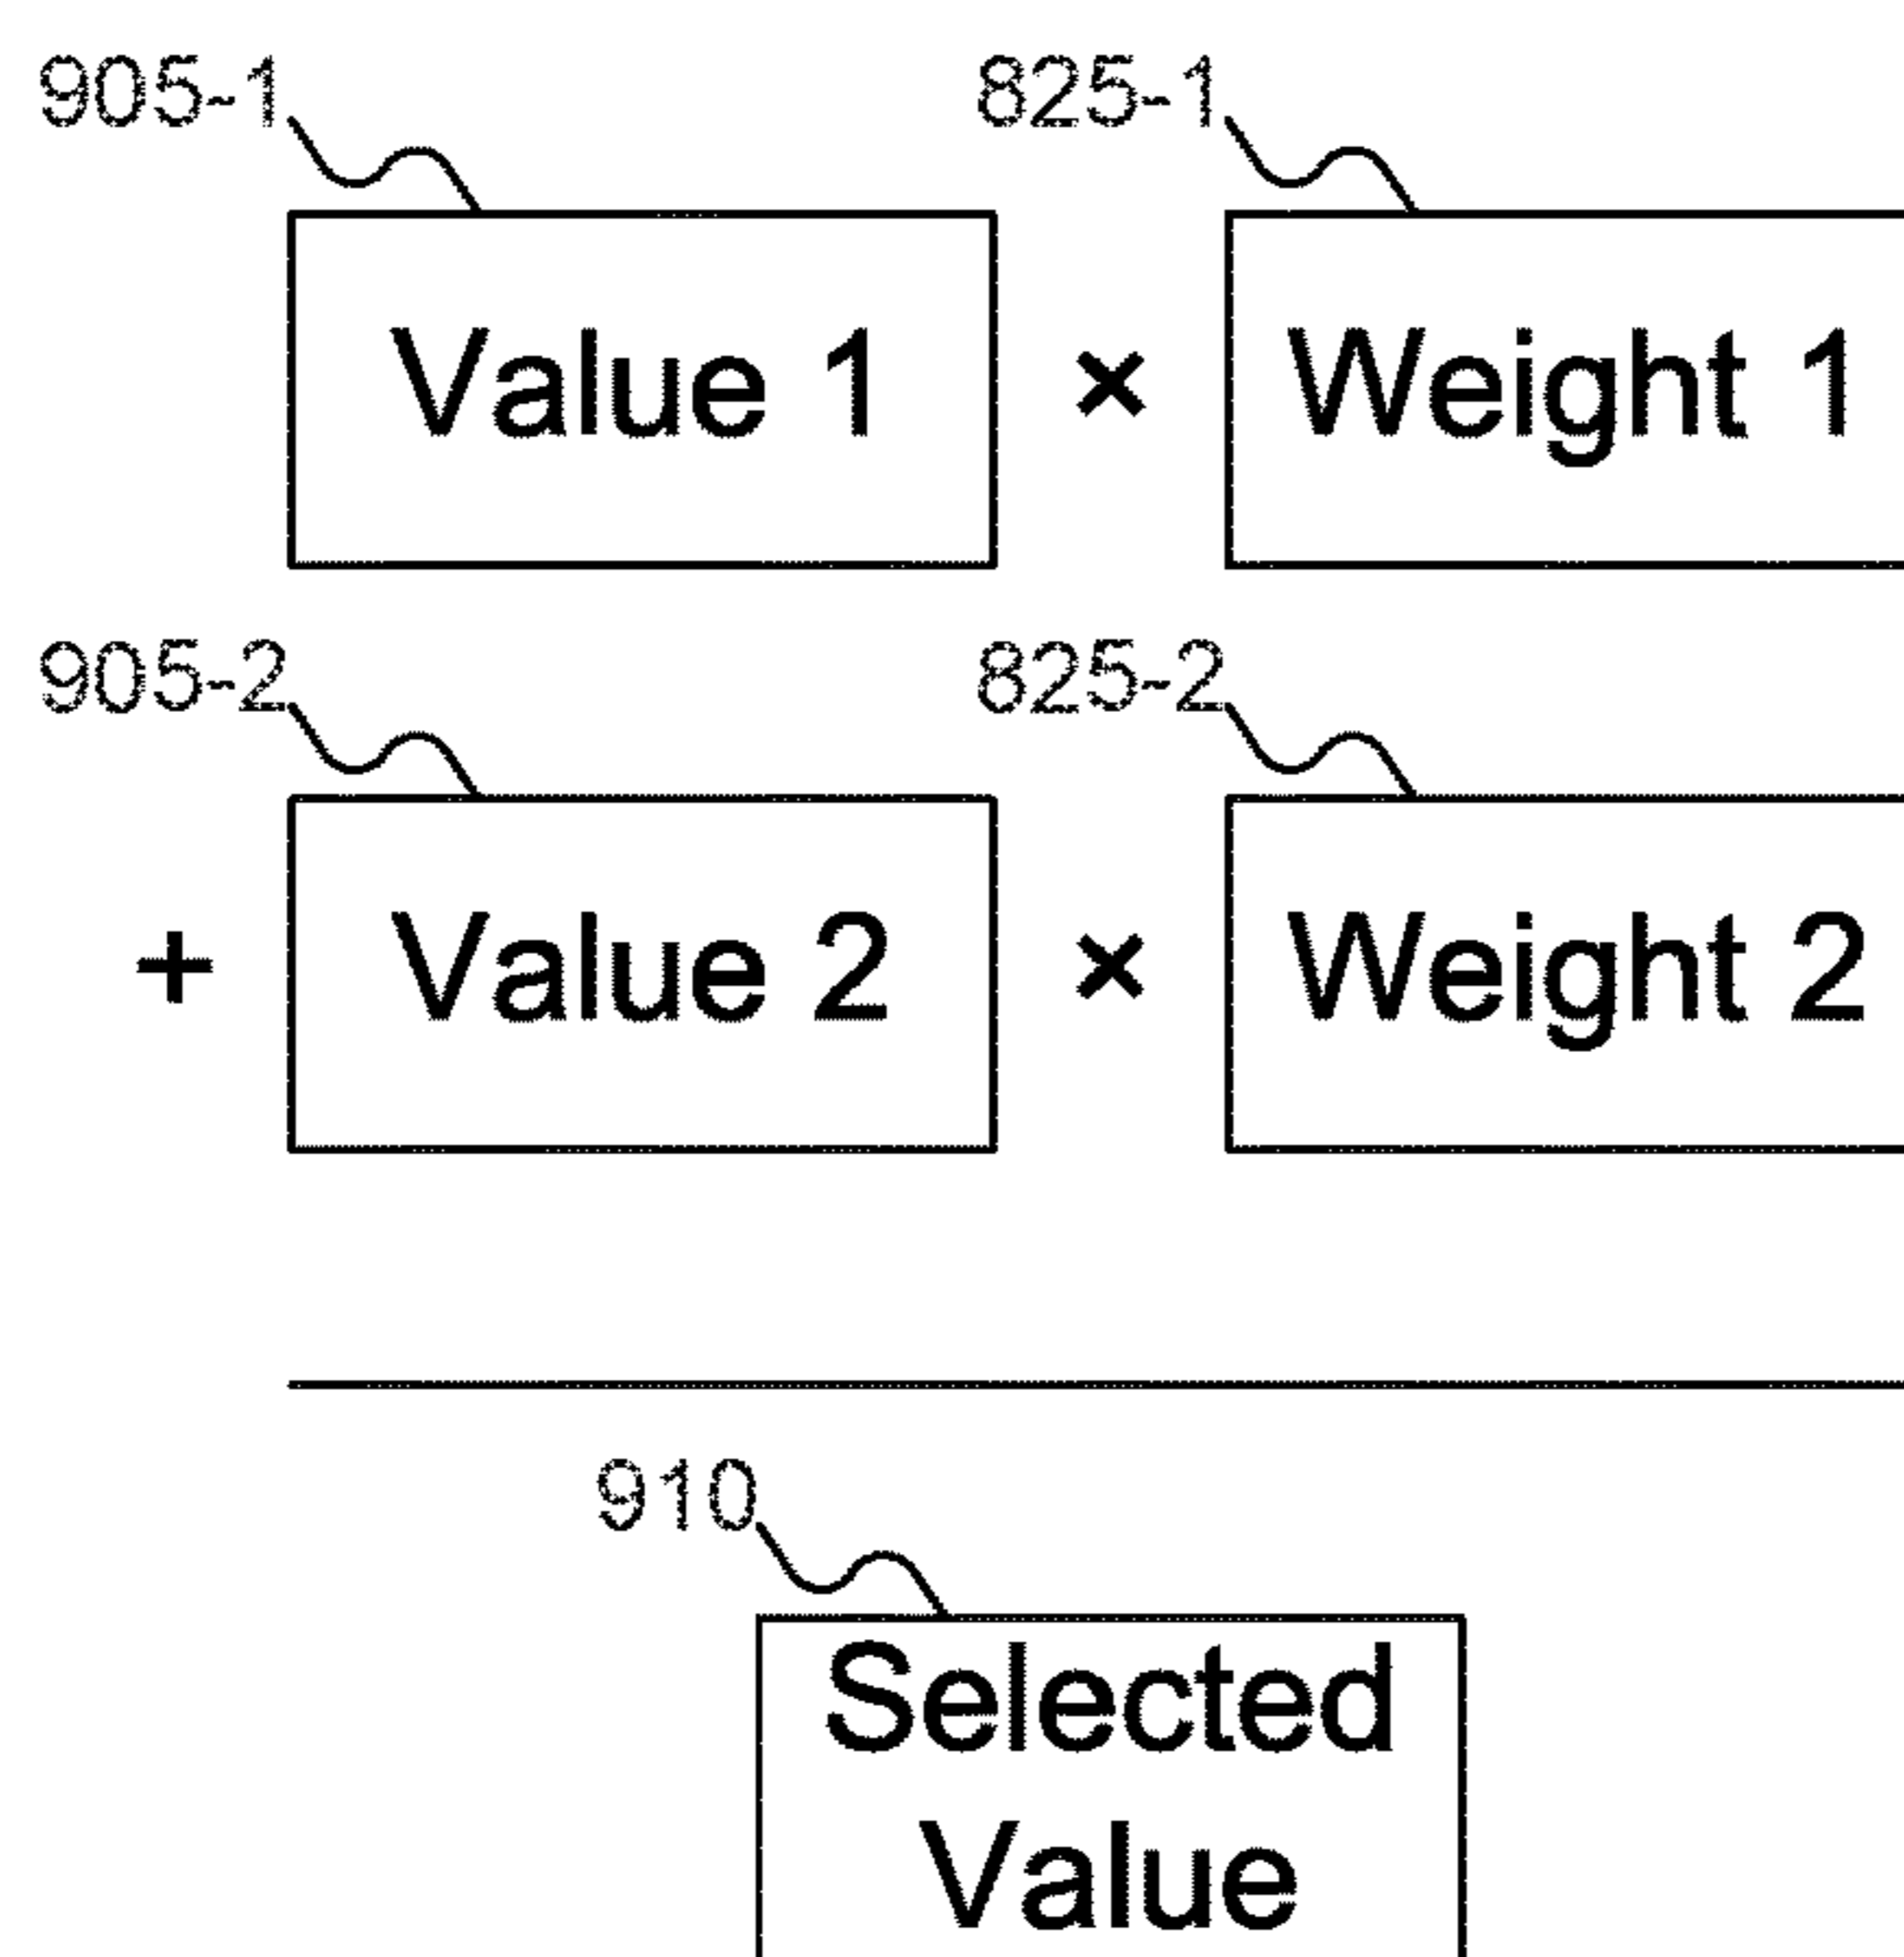 905-1 825-1
Value 1 × Weight 1
905-2 825-2
+ Value 2 × Weight 2
910
Selected
Value